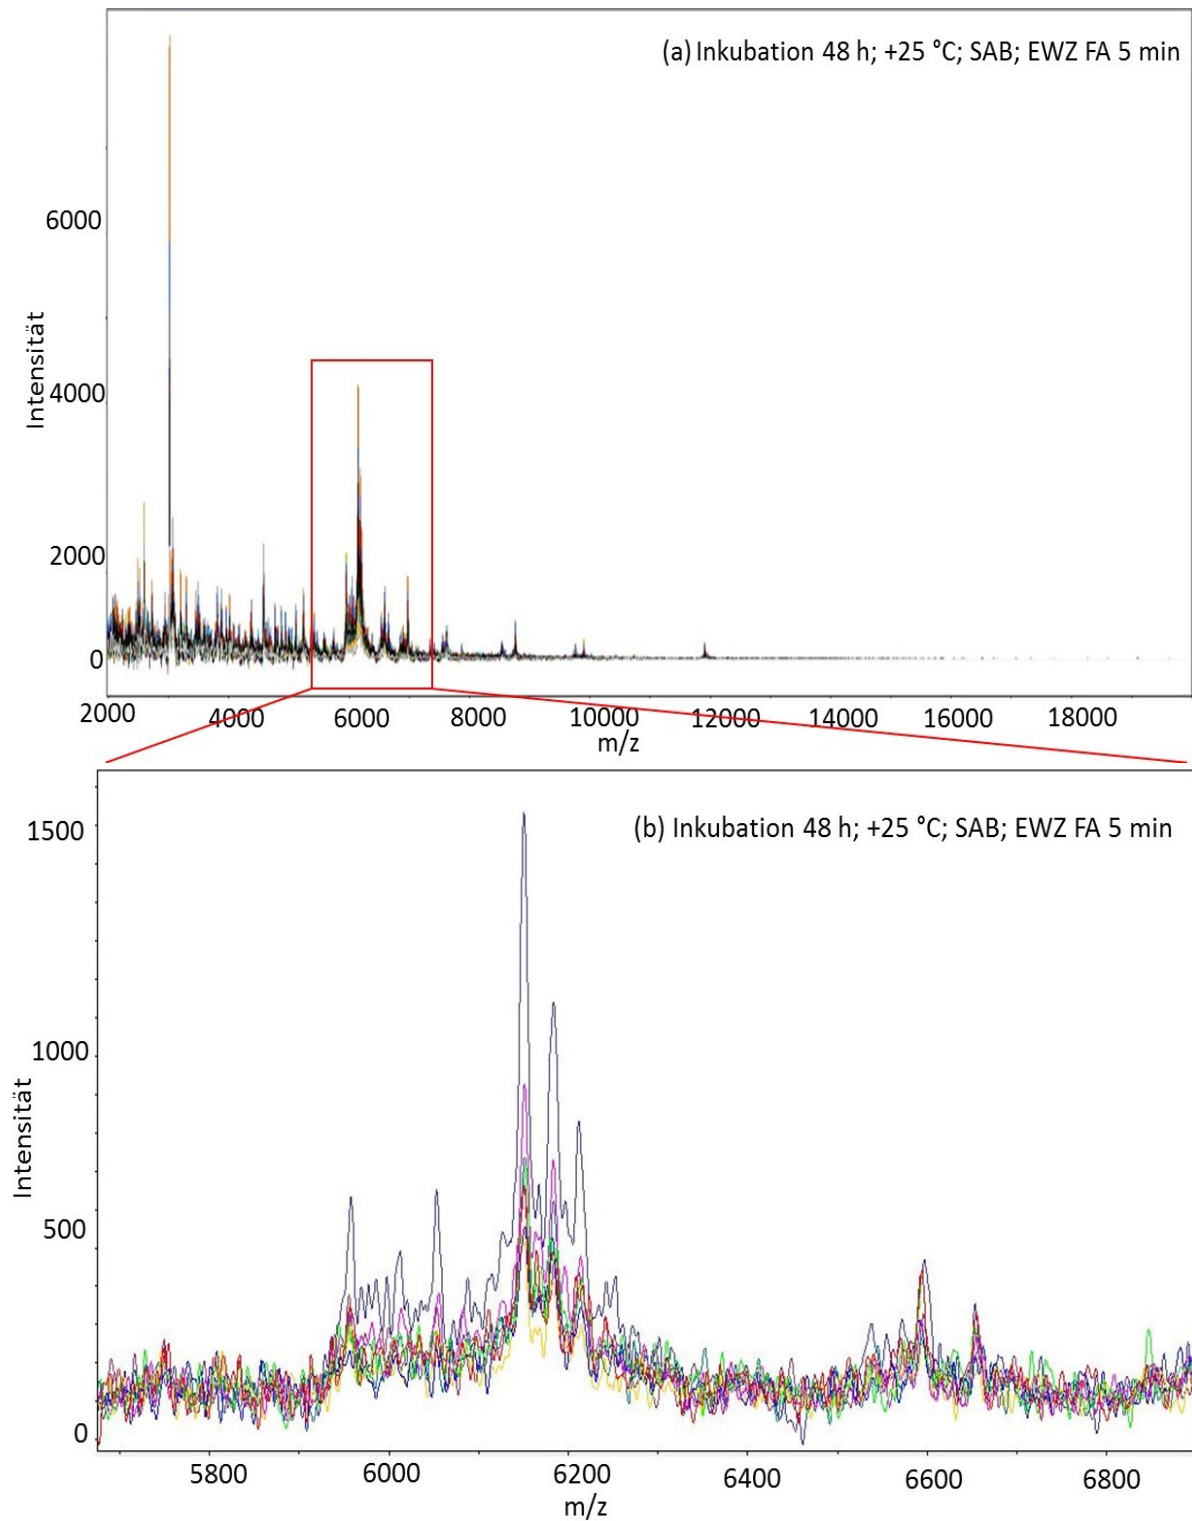 (a) Inkubation 48 h; +25 °C; SAB; EWZ FA 5 min
Intensität
6000
4000
2000
0
2000 4000 6000 8000 10000 12000 14000 16000 18000
m/z
(b) Inkubation 48 h; +25 °C; SAB; EWZ FA 5 min
Intensität
1500
1000
500
0
5800 6000 6200 6400 6600 6800
m/z